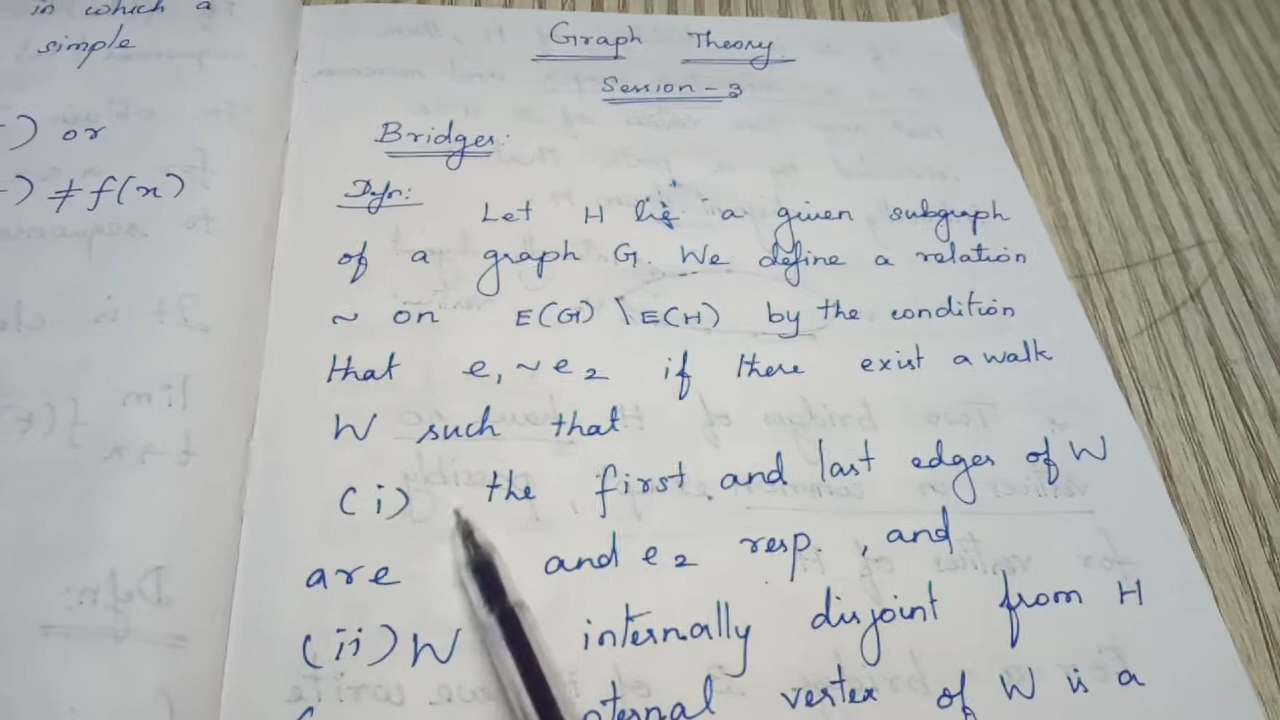 in which a
simple
) or
) ≠ f(x)
Graph Theory
Session - 3
Bridges:
Defn:
Let H be a given subgraph
of a graph G. We define a relation
~ on E(G) \ E(H) by the condition
that e₁ ~ e₂ if there exist a walk
W such that
(i) the first and last edges of W
are and e₂ resp., and
(ii) W internally disjoint from H
vertex of W is a